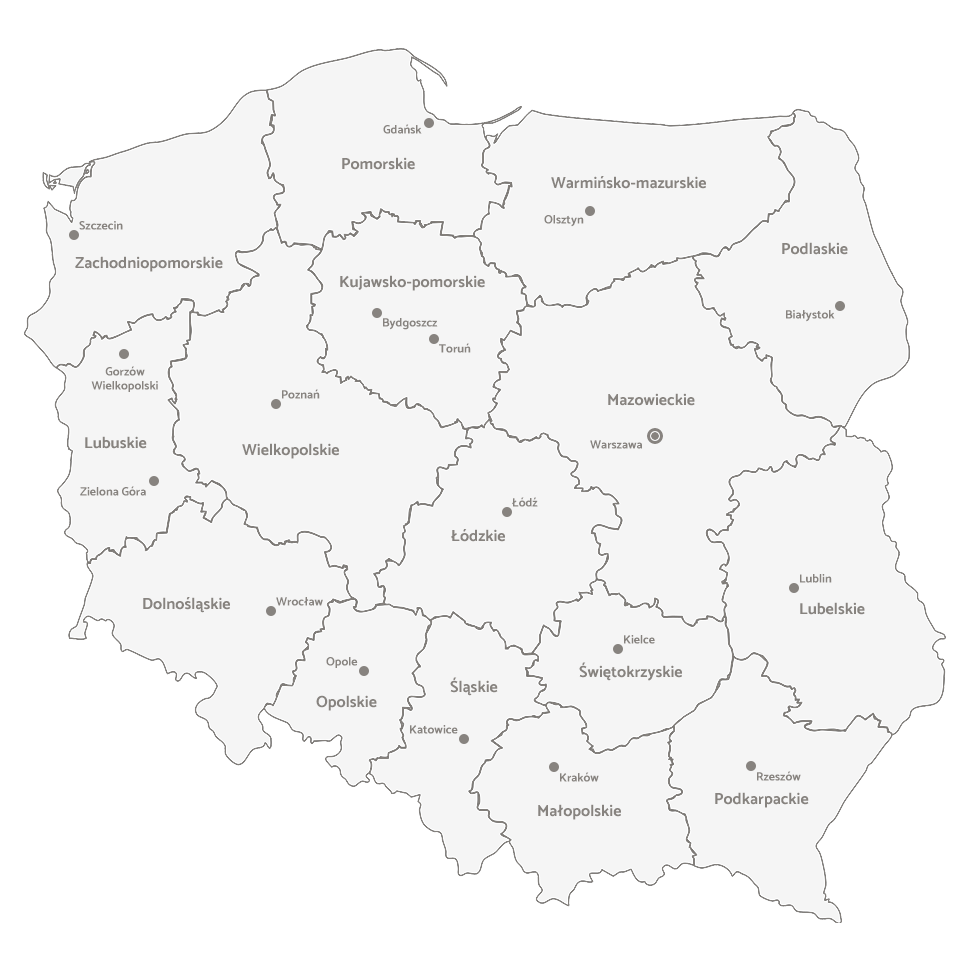 Gdańsk
Pomorskie
Warmińsko-mazurskie
Olsztyn
Szczecin
Zachodniopomorskie
Podlaskie
Kujawsko-pomorskie
Białystok
Bydgoszcz
Toruń
Gorzów
Wielkopolski
Poznań
Mazowieckie
Lubuskie
Wielkopolskie
Warszawa
Zielona Góra
Łódź
Łódzkie
Lublin
Lubelskie
Dolnośląskie
Wrocław
Kielce
Świętokrzyskie
Opole
Opolskie
Śląskie
Katowice
Kraków
Małopolskie
Rzeszów
Podkarpackie